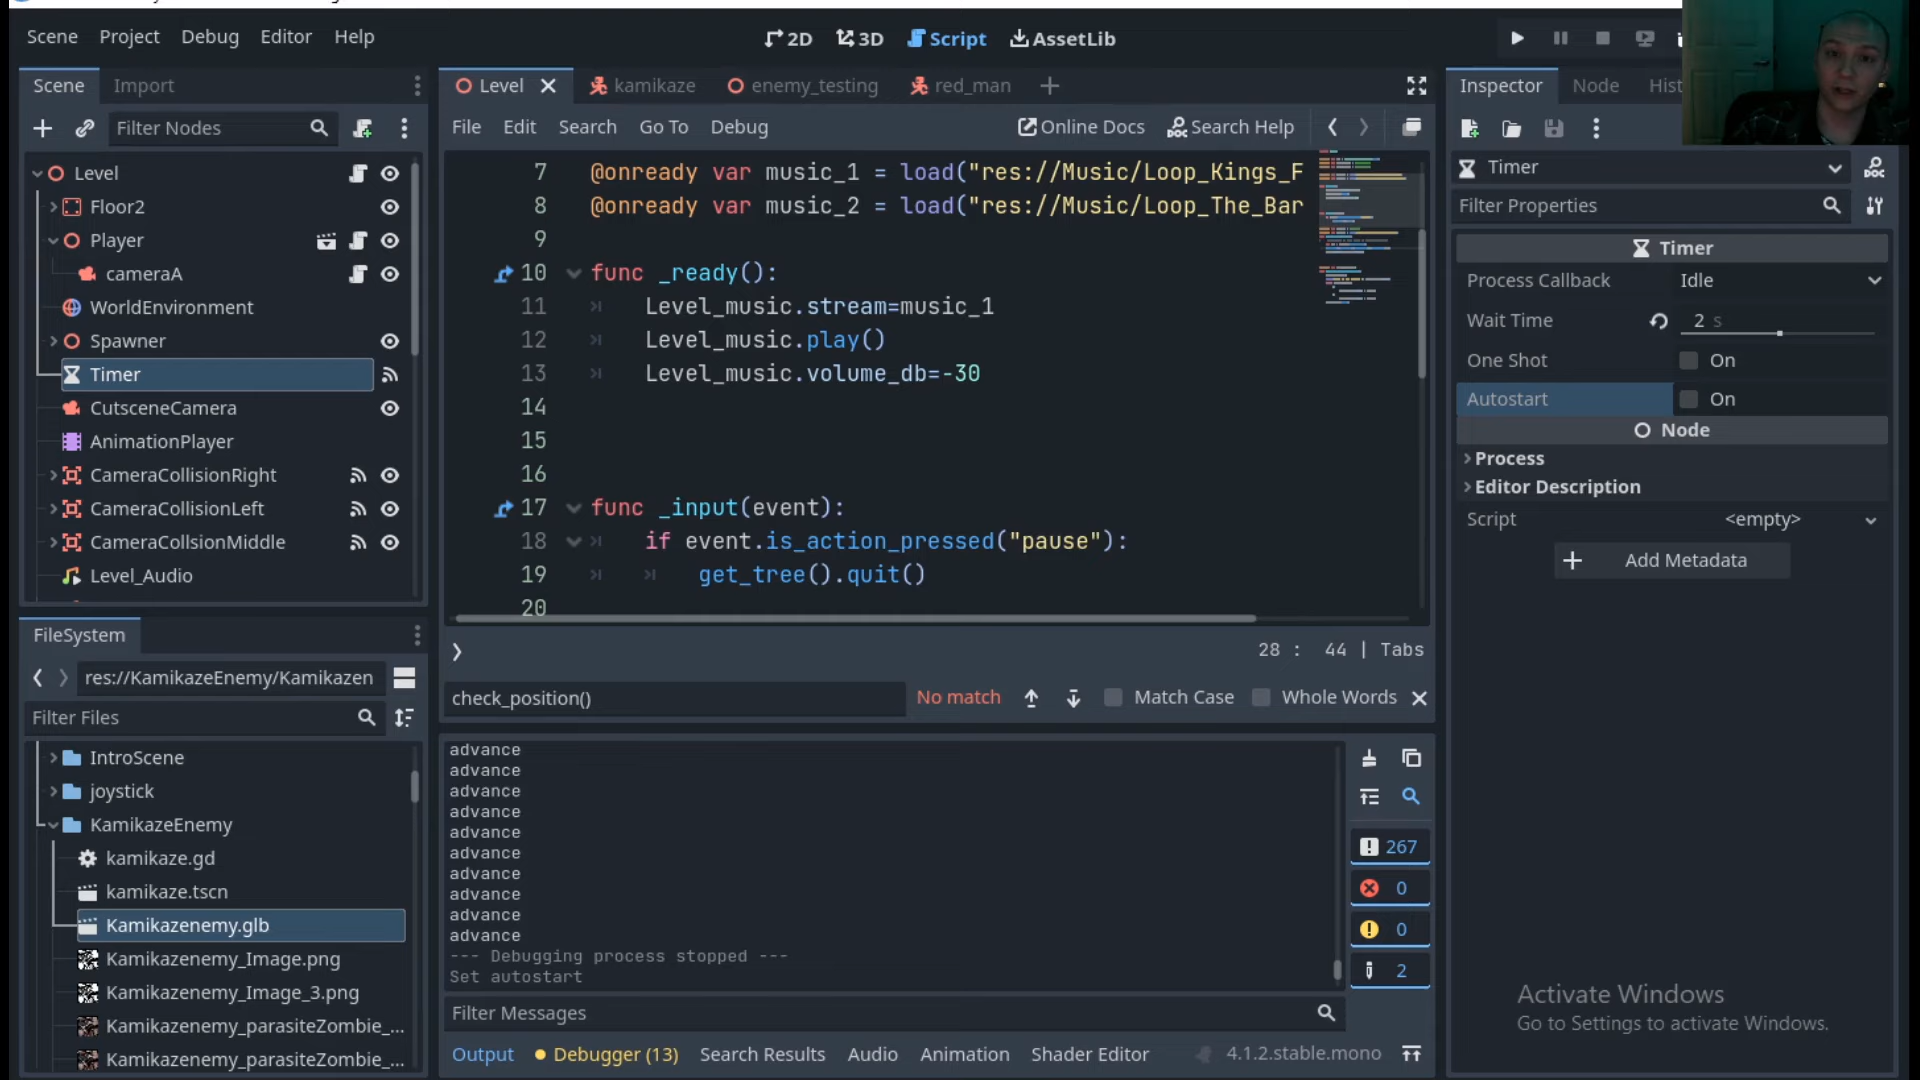 Scene Project Debug Editor Help
2D 3D Script AssetLib
Scene Import
Filter Nodes
Level
Floor2
Player
cameraA
WorldEnvironment
Spawner
Timer
CutsceneCamera
AnimationPlayer
CameraCollisionRight
CameraCollisionLeft
CameraCollsionMiddle
Level_Audio
FileSystem
res://KamikazeEnemy/Kamikazen
Filter Files
IntroScene
joystick
KamikazeEnemy
kamikaze.gd
kamikaze.tscn
Kamikazenemy.glb
Kamikazenemy_Image.png
Kamikazenemy_Image_3.png
Kamikazenemy_parasiteZombie_...
Kamikazenemy_parasiteZombie_...
Level kamikaze enemy_testing red_man
File Edit Search Go To Debug Online Docs Search Help
7 @onready var music_1 = load("res://Music/Loop_Kings_F
8 @onready var music_2 = load("res://Music/Loop_The_Bar
9
10 func _ready():
11 Level_music.stream=music_1
12 Level_music.play()
13 Level_music.volume_db=-30
14
15
16
17 func _input(event):
18 if event.is_action_pressed("pause"):
19 get_tree().quit()
20
28 : 44 | Tabs
check_position() No match Match Case Whole Words
advance
advance
advance
advance
advance
advance
advance
advance
advance
advance
--- Debugging process stopped ---
Set autostart
267
0
0
2
Filter Messages
Output Debugger (13) Search Results Audio Animation Shader Editor 4.1.2.stable.mono
Inspector Node Hist
Timer
Filter Properties
Timer
Process Callback Idle
Wait Time 2 s
One Shot On
Autostart On
Node
Process
Editor Description
Script <empty>
Add Metadata
Activate Windows
Go to Settings to activate Windows.